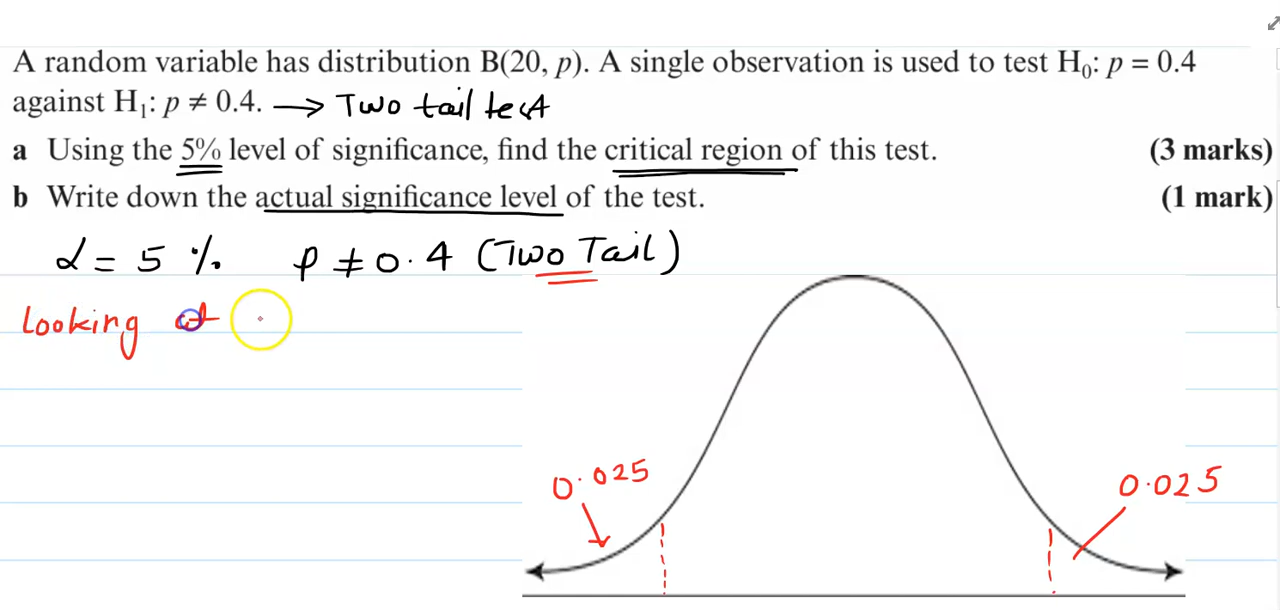 A random variable has distribution B(20, p). A single observation is used to test H₀: p = 0.4
against H₁: p ≠ 0.4. → Two tail test
a Using the 5% level of significance, find the critical region of this test. (3 marks)
b Write down the actual significance level of the test. (1 mark)
α = 5 % p ≠ 0.4 (Two Tail)
Looking at
0.025
0.025